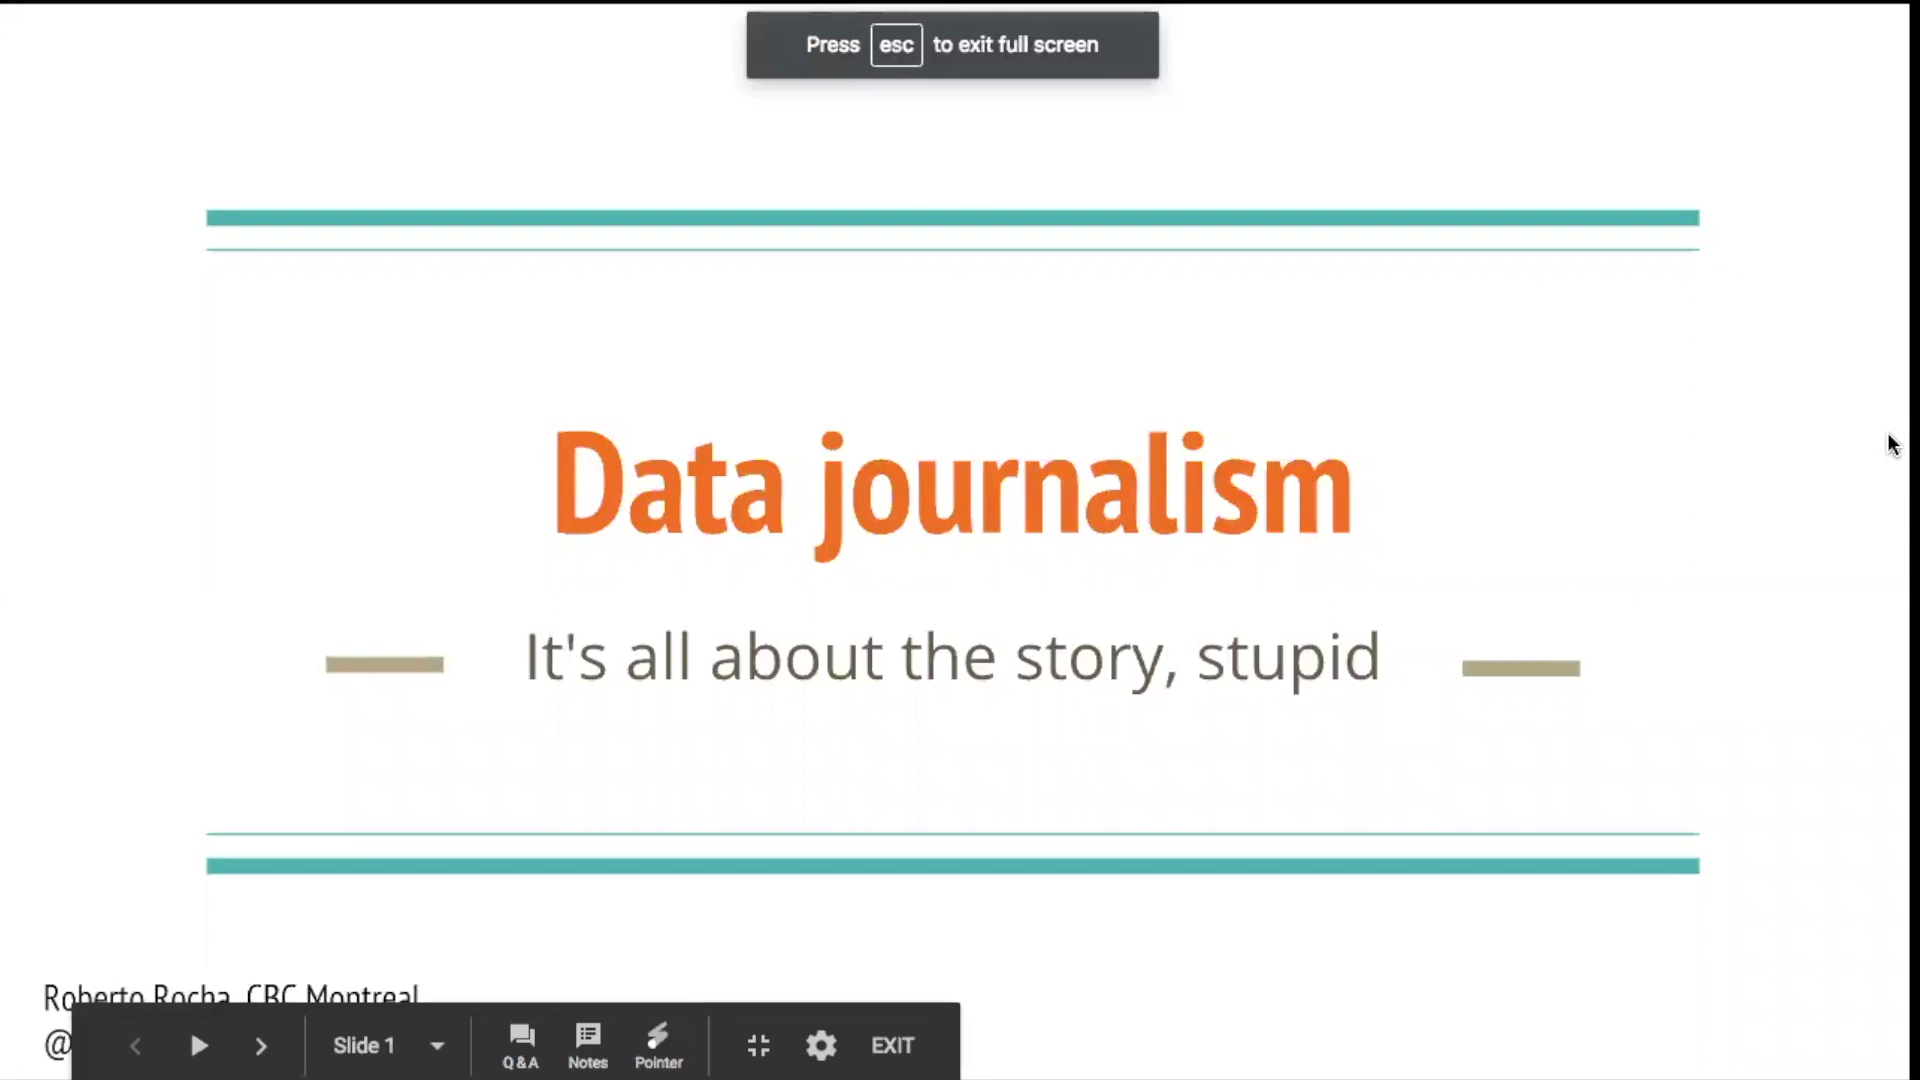 Press esc to exit full screen
Data journalism
It's all about the story, stupid
Roberto Rocha, CBC Montreal
@
Slide 1
Q&A Notes Pointer
EXIT